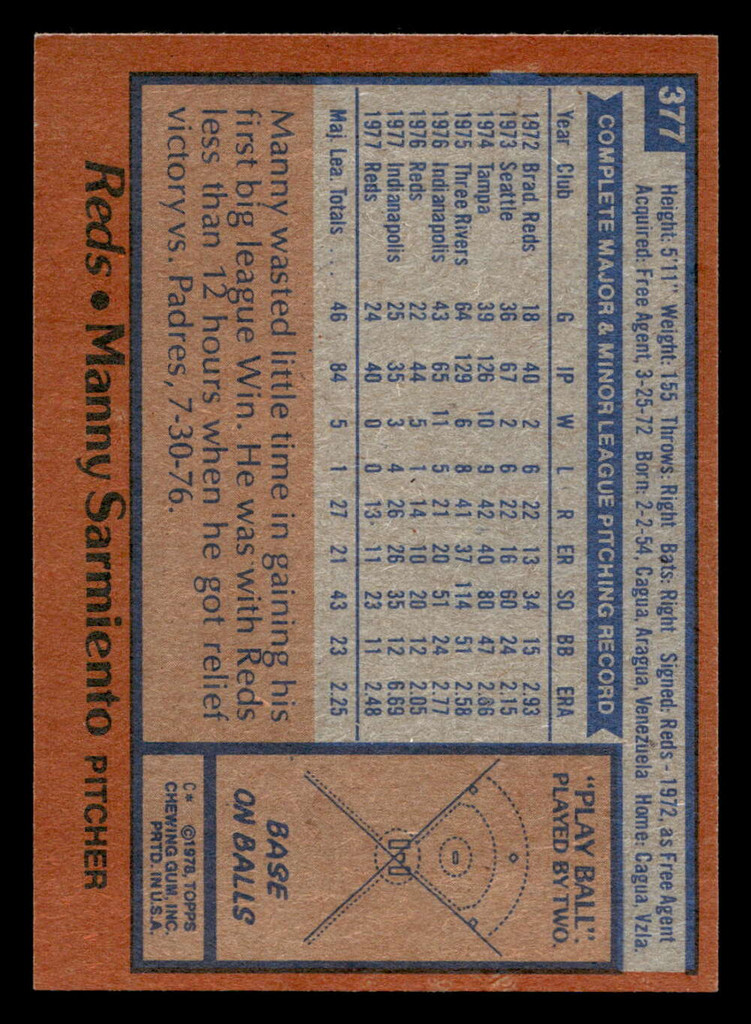 377
Height: 5'11" Weight: 155 Throws: Right Bats: Right Signed: Reds - 1972, as Free Agent
Acquired: Free Agent, 3-25-72 Born: 2-2-54, Cagua, Aragua, Venezuela Home: Cagua, Vzla.
COMPLETE MAJOR & MINOR LEAGUE PITCHING RECORD
Year Club G IP W L R ER SO BB ERA
1972 Brad. Reds 18 40 2 6 22 13 34 15 2.93
1973 Seattle 36 67 2 6 22 16 60 24 2.15
1974 Tampa 39 126 10 9 42 40 80 47 2.86
1975 Three Rivers 64 129 6 8 41 37 114 51 2.58
1976 Indianapolis 43 65 11 5 21 20 51 24 2.77
1976 Reds 22 44 5 1 14 10 20 12 2.05
1977 Indianapolis 25 35 3 4 26 26 35 12 6.69
1977 Reds 24 40 0 0 13 11 23 11 2.48
Maj. Lea. Totals .... 46 84 5 1 27 21 43 23 2.25
Manny wasted little time in gaining his
first big league Win. He was with Reds
less than 12 hours when he got relief
victory vs. Padres, 7-30-76.
"PLAY BALL".
PLAYED BY TWO.
BASE
ON BALLS
C* ©1978, TOPPS
CHEWING GUM, INC.
PRTD. IN U.S.A.
Reds • Manny Sarmiento PITCHER